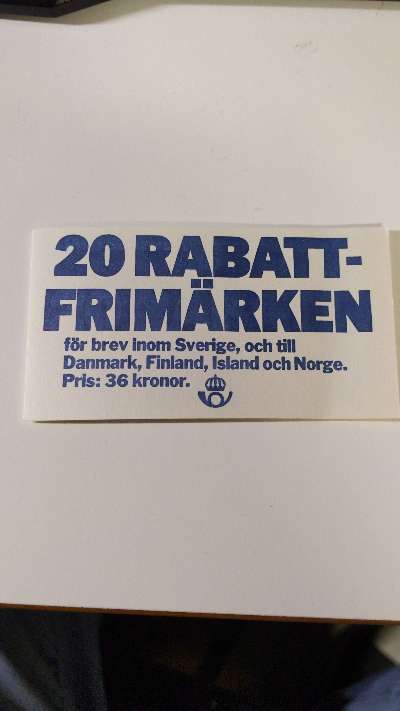 20 RABATT-
FRIMÄRKEN
för brev inom Sverige, och till
Danmark, Finland, Island och Norge.
Pris: 36 kronor.